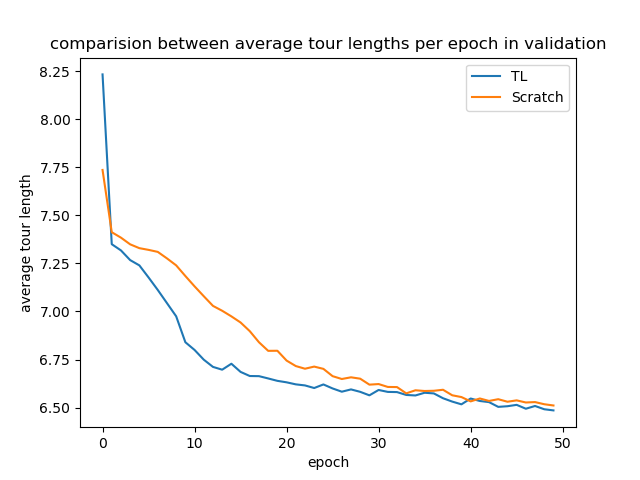 comparision between average tour lengths per epoch in validation
TL
Scratch
8.25
8.00
7.75
7.50
7.25
7.00
6.75
6.50
average tour length
0 10 20 30 40 50
epoch